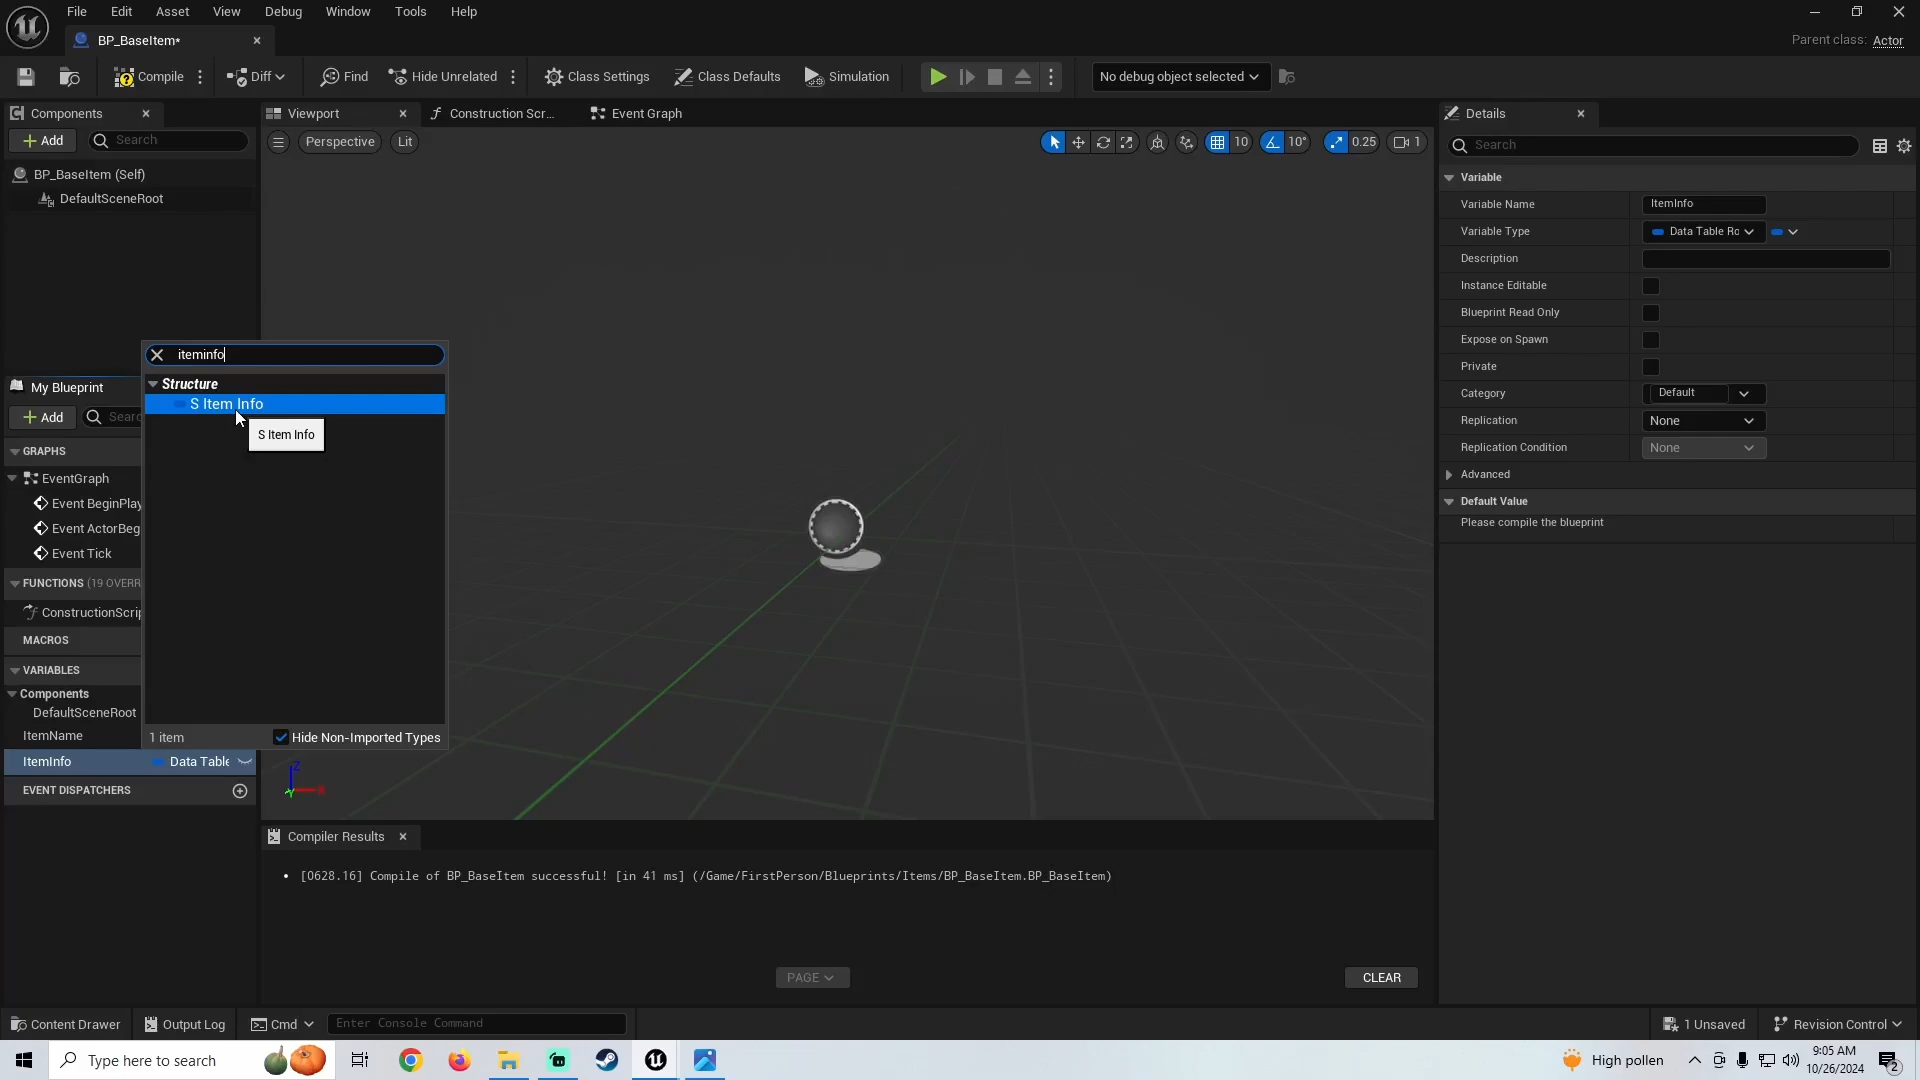 File Edit Asset View Debug Window Tools Help
BP_BaseItem*
Parent class: Actor
Compile
Diff
Find
Hide Unrelated
Class Settings
Class Defaults
Simulation
No debug object selected
Components
Viewport
Construction Scr...
Event Graph
Details
Add
Search
Perspective
Lit
10
10°
0.25
1
Search
BP_BaseItem (Self)
DefaultSceneRoot
Variable
Variable Name
ItemInfo
Variable Type
Data Table Ro
Description
Instance Editable
Blueprint Read Only
Expose on Spawn
Private
Category
Default
Replication
None
Replication Condition
None
Advanced
Default Value
Please compile the blueprint
iteminfo
Structure
S Item Info
S Item Info
1 item
Hide Non-Imported Types
My Blueprint
Add
Searc
GRAPHS
EventGraph
Event BeginPlay
Event ActorBeg
Event Tick
FUNCTIONS (19 OVERR
ConstructionScrip
MACROS
VARIABLES
Components
DefaultSceneRoot
ItemName
ItemInfo
Data Table
EVENT DISPATCHERS
Z
X
Y
Compiler Results
• [0628.16] Compile of BP_BaseItem successful! [in 41 ms] (/Game/FirstPerson/Blueprints/Items/BP_BaseItem.BP_BaseItem)
PAGE
CLEAR
Content Drawer
Output Log
Cmd
Enter Console Command
1 Unsaved
Revision Control
Type here to search
High pollen
9:05 AM
10/26/2024
2